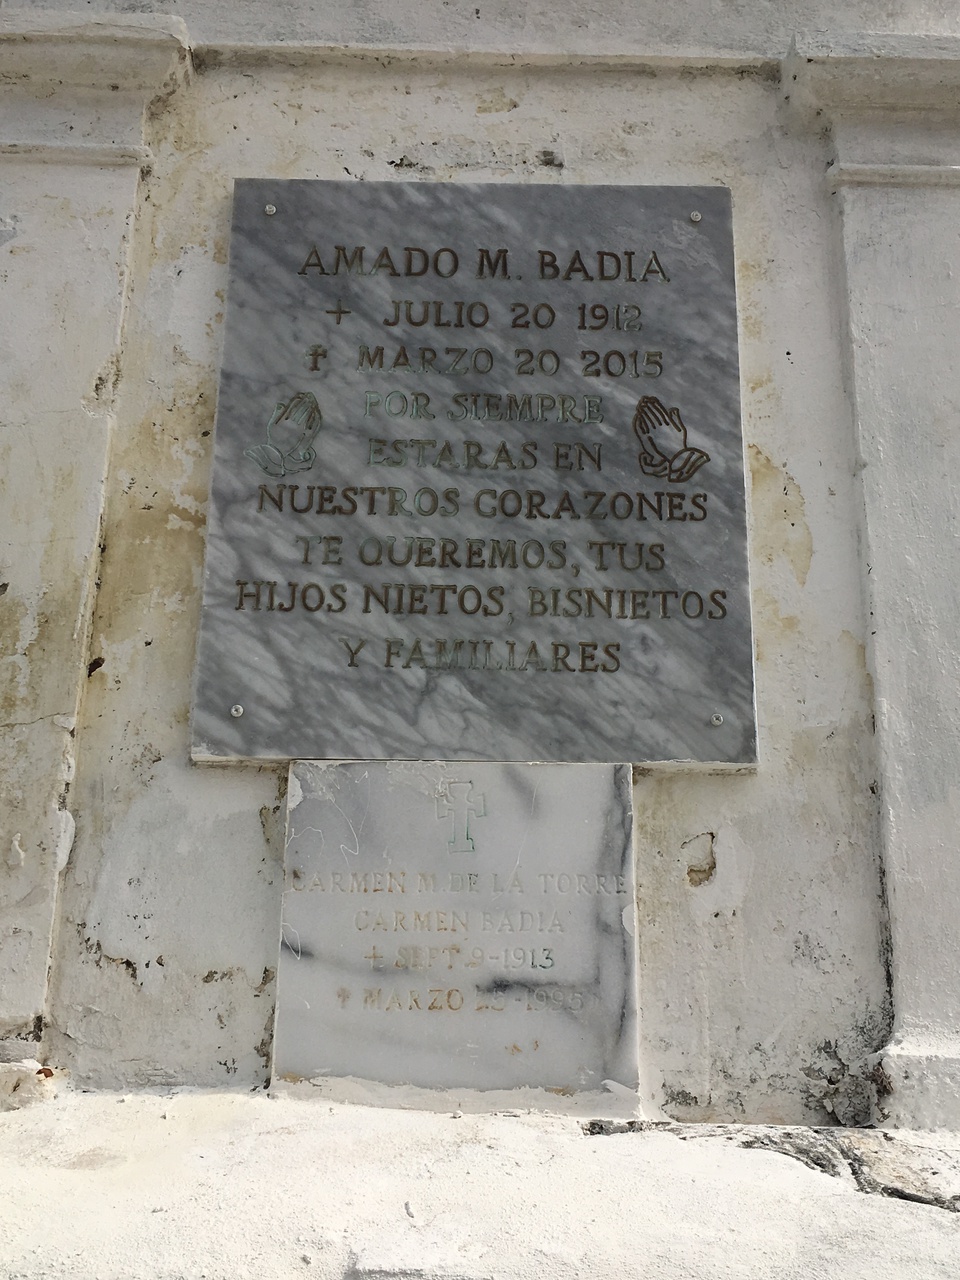 AMADO M. BADIA
+ JULIO 20 1912
✝ MARZO 20 2015
POR SIEMPRE
ESTARAS EN
NUESTROS CORAZONES
TE QUEREMOS, TUS
HIJOS NIETOS, BISNIETOS
Y FAMILIARES
CARMEN M. DE LA TORRE
CARMEN BADIA
+ SEPT. 9-1913
✝ MARZO 1995